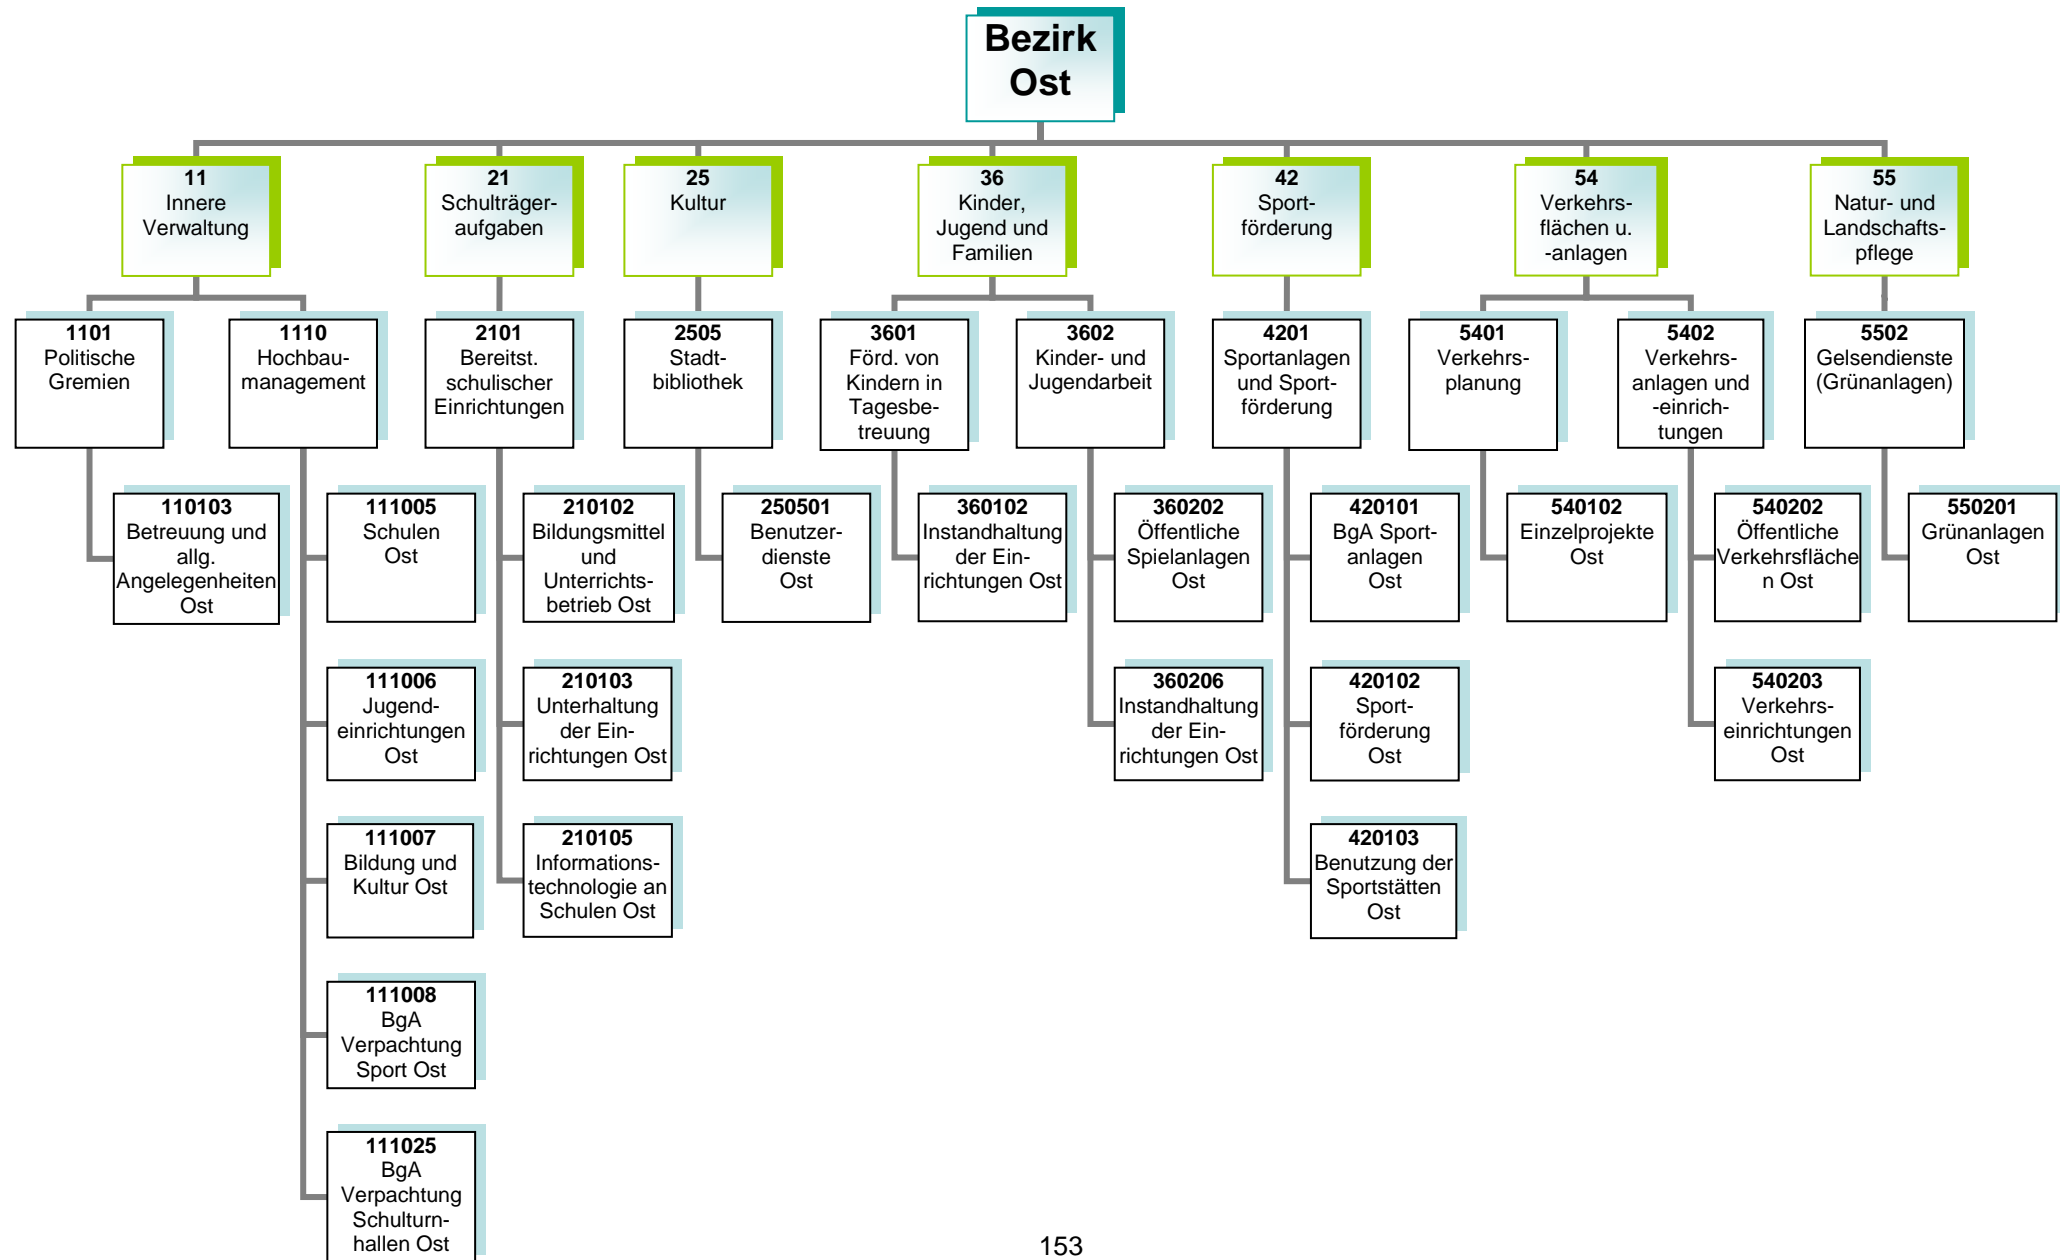 Bezirk
Ost
11
Innere
Verwaltung
21
Schulträger-
aufgaben
25
Kultur
36
Kinder,
Jugend und
Familien
42
Sport-
förderung
54
Verkehrs-
flächen u.
-anlagen
55
Natur- und
Landschafts-
pflege
1101
Politische
Gremien
1110
Hochbau-
management
2101
Bereitst.
schulischer
Einrichtungen
2505
Stadt-
bibliothek
3601
Förd. von
Kindern in
Tagesbe-
treuung
3602
Kinder- und
Jugendarbeit
4201
Sportanlagen
und Sport-
förderung
5401
Verkehrs-
planung
5402
Verkehrs-
anlagen und
-einrich-
tungen
5502
Gelsendienste
(Grünanlagen)
110103
Betreuung und
allg.
Angelegenheiten
Ost
111005
Schulen
Ost
210102
Bildungsmittel
und
Unterrichts-
betrieb Ost
250501
Benutzer-
dienste
Ost
360102
Instandhaltung
der Ein-
richtungen Ost
360202
Öffentliche
Spielanlagen
Ost
420101
BgA Sport-
anlagen
Ost
540102
Einzelprojekte
Ost
540202
Öffentliche
Verkehrsfläche
n Ost
550201
Grünanlagen
Ost
111006
Jugend-
einrichtungen
Ost
210103
Unterhaltung
der Ein-
richtungen Ost
360206
Instandhaltung
der Ein-
richtungen Ost
420102
Sport-
förderung
Ost
540203
Verkehrs-
einrichtungen
Ost
111007
Bildung und
Kultur Ost
210105
Informations-
technologie an
Schulen Ost
420103
Benutzung der
Sportstätten
Ost
111008
BgA
Verpachtung
Sport Ost
111025
BgA
Verpachtung
Schulturn-
hallen Ost
153